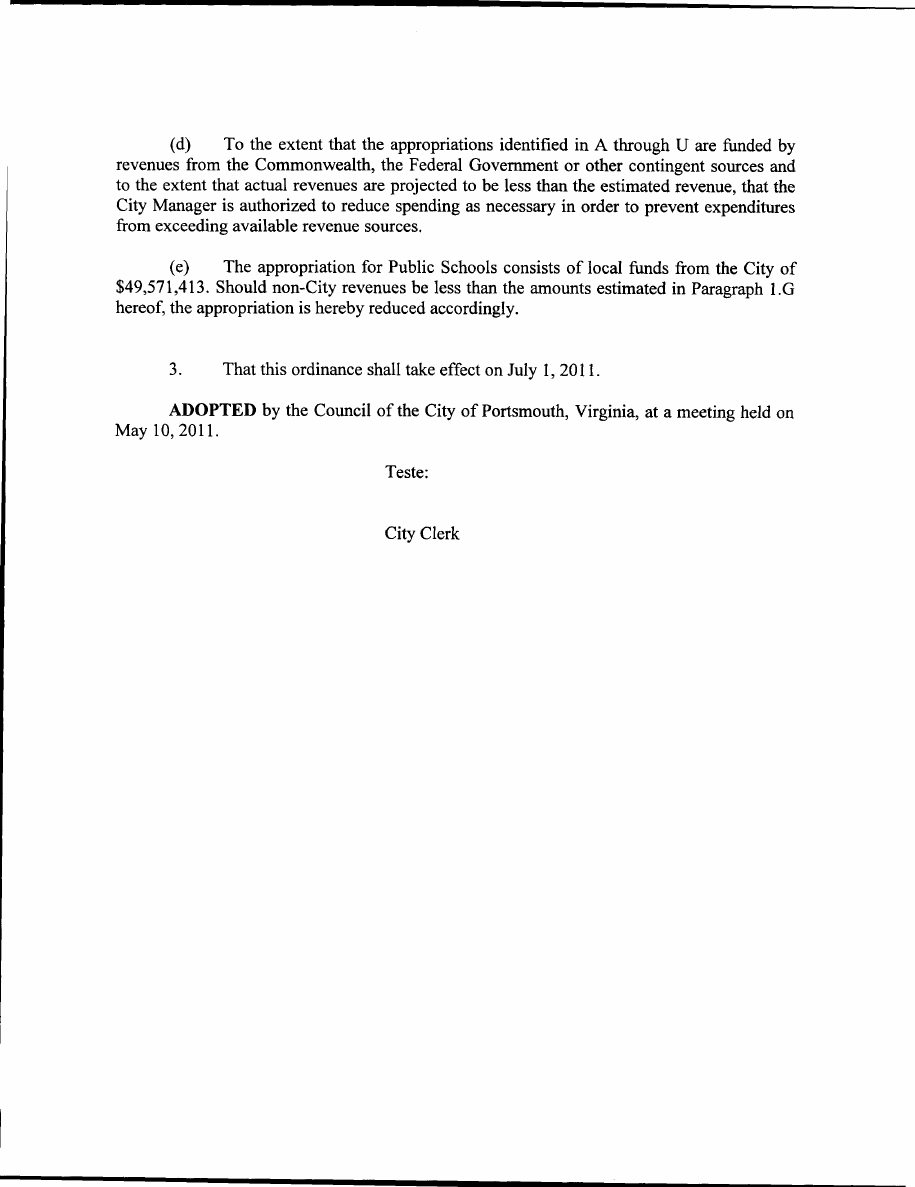 (d) To the extent that the appropriations identified in A through U are funded by
revenues from the Commonwealth, the Federal Government or other contingent sources and
to the extent that actual revenues are projected to be less than the estimated revenue, that the
City Manager is authorized to reduce spending as necessary in order to prevent expenditures
from exceeding available revenue sources.
(e) The appropriation for Public Schools consists of local funds from the City of
$49,571,413. Should non-City revenues be less than the amounts estimated in Paragraph 1.G
hereof, the appropriation is hereby reduced accordingly.
3. That this ordinance shall take effect on July 1, 2011.
ADOPTED by the Council of the City of Portsmouth, Virginia, at a meeting held on
May 10, 2011.
Teste:
City Clerk